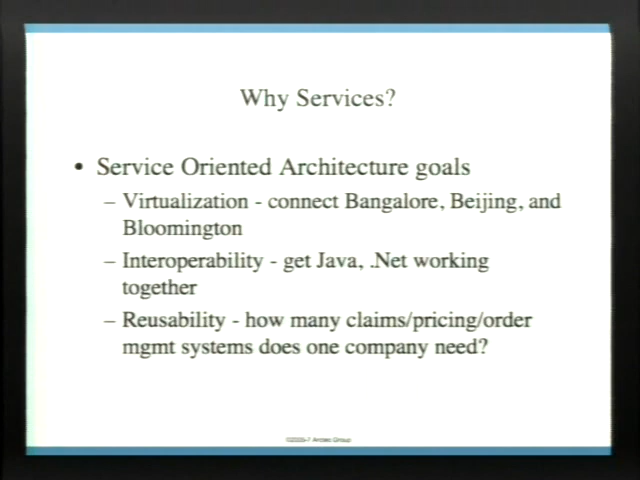 Why Services?
• Service Oriented Architecture goals
– Virtualization - connect Bangalore, Beijing, and
Bloomington
– Interoperability - get Java, .Net working
together
– Reusability - how many claims/pricing/order
mgmt systems does one company need?
Group